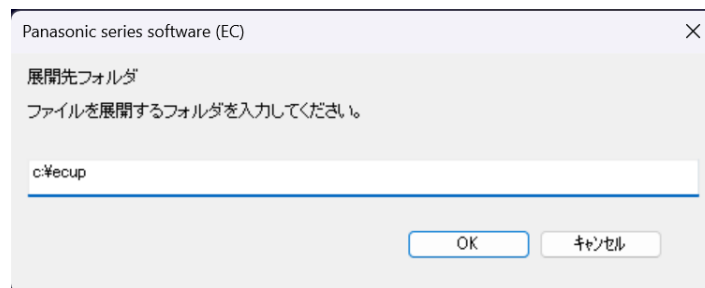 Panasonic series software (EC)
展開先フォルダ
ファイルを展開するフォルダを入力してください。
c:¥ecup
OK
キャンセル